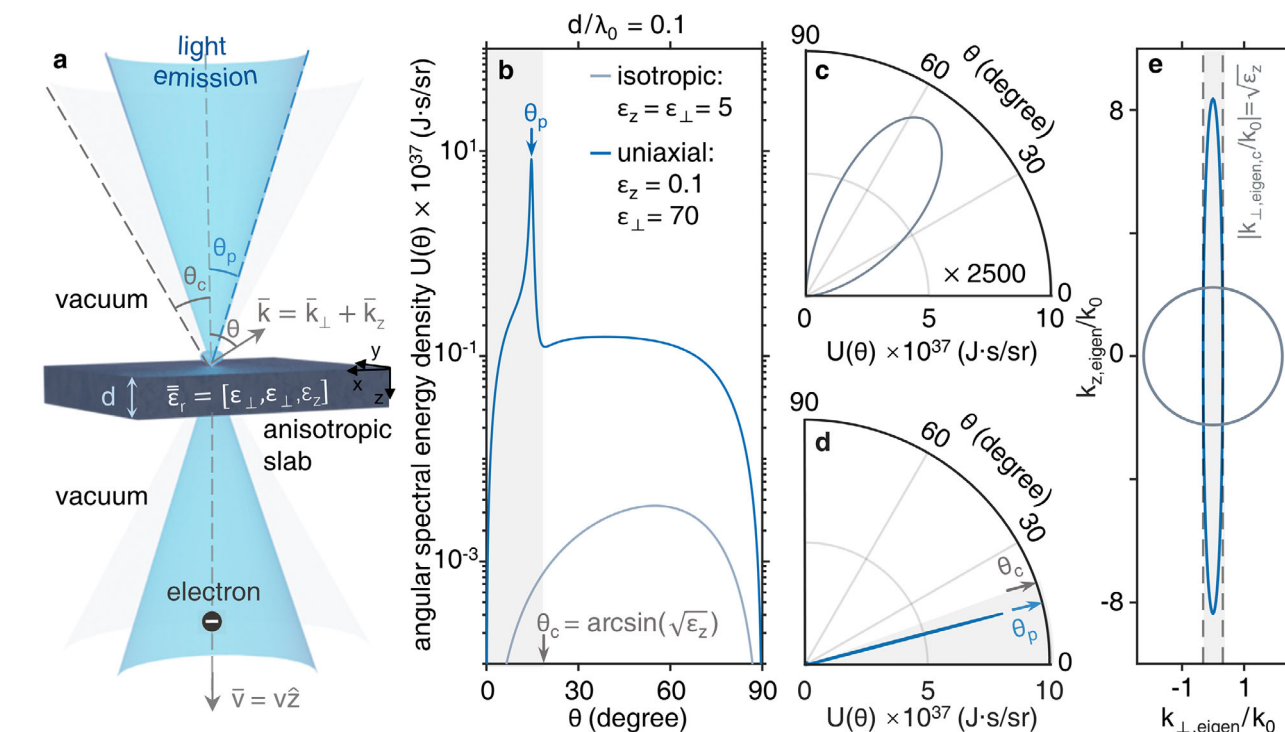 a
light
emission
θp
θc
θ
vacuum
k̄ = k̄⊥ + k̄z
y
x
z
d
ε̿r = [ε⊥,ε⊥,εz]
anisotropic
slab
vacuum
electron
v̄ = vẑ
d/λ0 = 0.1
b
isotropic:
εz = ε⊥ = 5
uniaxial:
εz = 0.1
ε⊥ = 70
θp
10^1
10^-1
10^-3
angular spectral energy density U(θ) × 10^37 (J·s/sr)
θc = arcsin(√εz)
0 30 60 90
θ (degree)
c
90
60
30
0
θ (degree)
× 2500
0 5 10
U(θ) ×10^37 (J·s/sr)
d
90
60
30
0
θ (degree)
θc
θp
0 5 10
U(θ) ×10^37 (J·s/sr)
e
8
0
-8
kz,eigen/k0
|k⊥,eigen,c/k0|=√εz
-1 1
k⊥,eigen/k0